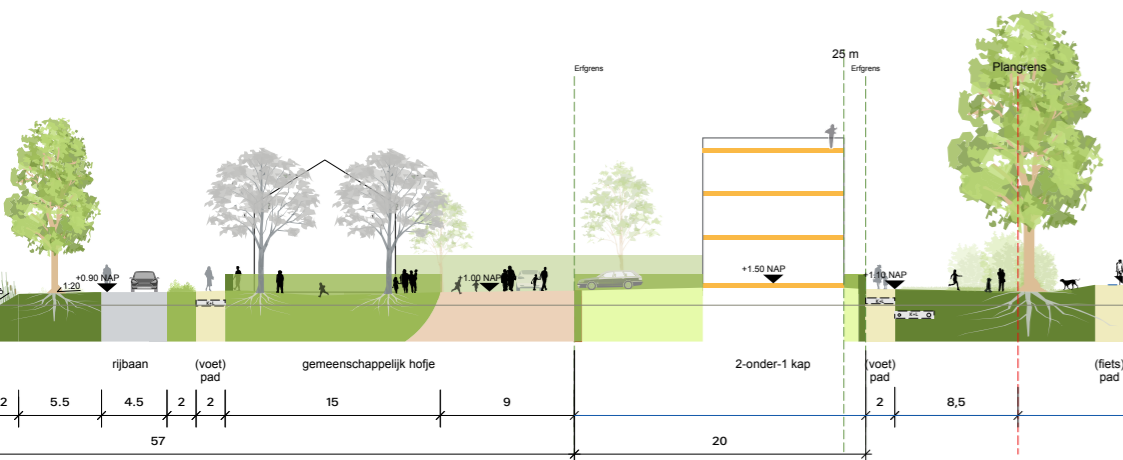 25 m
Erfgrens
Erfgrens
Plangrens
+0.90 NAP
1:20
+1.00 NAP
+1.50 NAP
+1.10 NAP
K+L
K+L
K+L
rijbaan
(voet)
pad
gemeenschappelijk hofje
2-onder-1 kap
(voet)
pad
(fiets)
pad
2
5.5
4.5
2
2
15
9
2
8,5
57
20